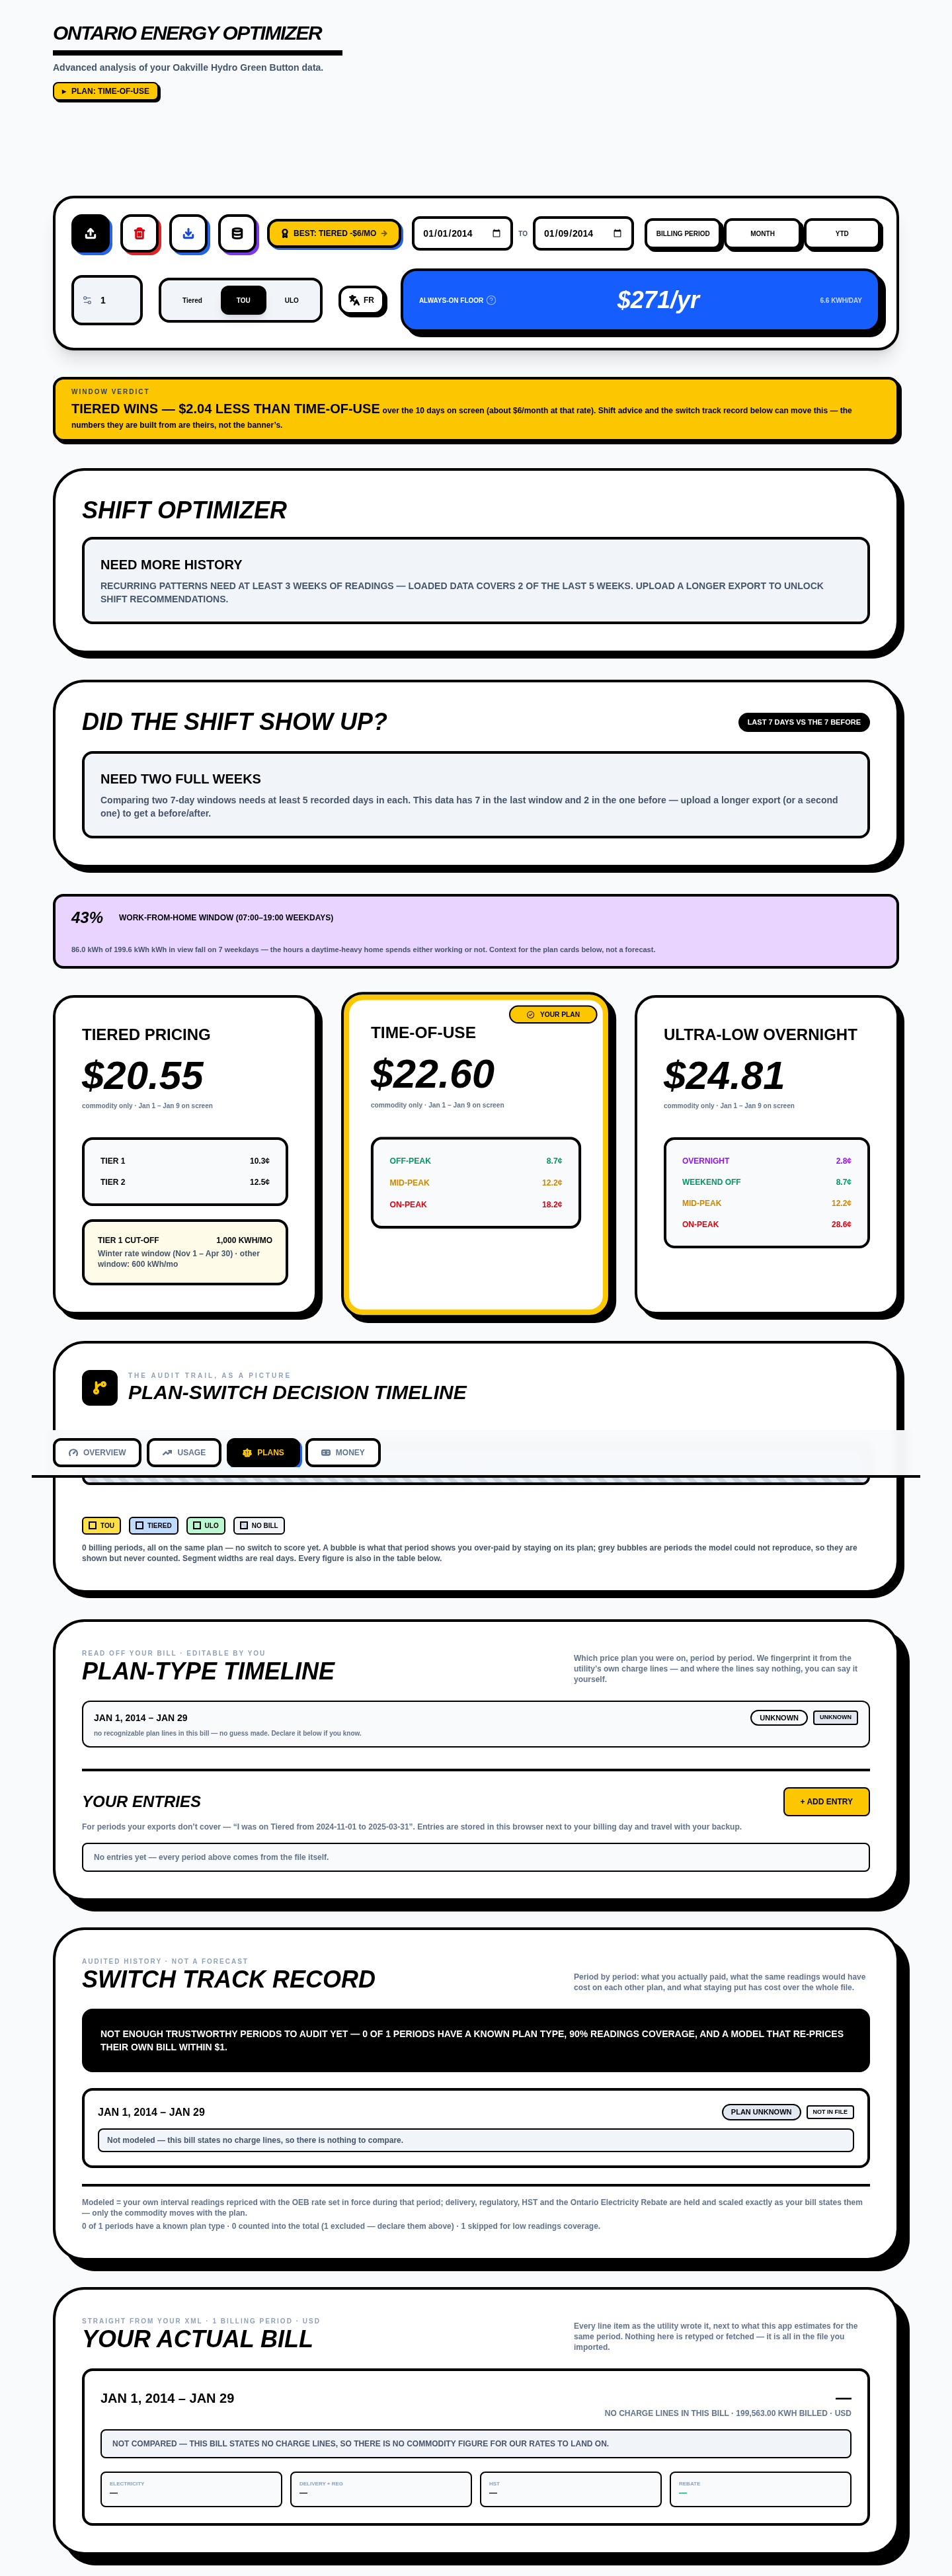 ONTARIO ENERGY OPTIMIZER
Advanced analysis of your Oakville Hydro Green Button data.
► PLAN: TIME-OF-USE
BEST: TIERED -$6/MO →
01/01/2014
TO
01/09/2014
BILLING PERIOD
MONTH
YTD
1
Tiered
TOU
ULO
FR
ALWAYS-ON FLOOR ?
$271/yr
6.6 KWH/DAY
WINDOW VERDICT
TIERED WINS — $2.04 LESS THAN TIME-OF-USE over the 10 days on screen (about $6/month at that rate). Shift advice and the switch track record below can move this — the
numbers they are built from are theirs, not the banner's.
SHIFT OPTIMIZER
NEED MORE HISTORY
RECURRING PATTERNS NEED AT LEAST 3 WEEKS OF READINGS — LOADED DATA COVERS 2 OF THE LAST 5 WEEKS. UPLOAD A LONGER EXPORT TO UNLOCK
SHIFT RECOMMENDATIONS.
DID THE SHIFT SHOW UP?
LAST 7 DAYS VS THE 7 BEFORE
NEED TWO FULL WEEKS
Comparing two 7-day windows needs at least 5 recorded days in each. This data has 7 in the last window and 2 in the one before — upload a longer export (or a second
one) to get a before/after.
43%
WORK-FROM-HOME WINDOW (07:00–19:00 WEEKDAYS)
86.0 kWh of 199.6 kWh kWh in view fall on 7 weekdays — the hours a daytime-heavy home spends either working or not. Context for the plan cards below, not a forecast.
TIERED PRICING
$20.55
commodity only · Jan 1 – Jan 9 on screen
TIER 1 10.3¢
TIER 2 12.5¢
TIER 1 CUT-OFF 1,000 KWH/MO
Winter rate window (Nov 1 – Apr 30) · other
window: 600 kWh/mo
YOUR PLAN
TIME-OF-USE
$22.60
commodity only · Jan 1 – Jan 9 on screen
OFF-PEAK 8.7¢
MID-PEAK 12.2¢
ON-PEAK 18.2¢
ULTRA-LOW OVERNIGHT
$24.81
commodity only · Jan 1 – Jan 9 on screen
OVERNIGHT 2.8¢
WEEKEND OFF 8.7¢
MID-PEAK 12.2¢
ON-PEAK 28.6¢
THE AUDIT TRAIL, AS A PICTURE
PLAN-SWITCH DECISION TIMELINE
OVERVIEW
USAGE
PLANS
MONEY
TOU
TIERED
ULO
NO BILL
0 billing periods, all on the same plan — no switch to score yet. A bubble is what that period shows you over-paid by staying on its plan; grey bubbles are periods the model could not reproduce, so they are
shown but never counted. Segment widths are real days. Every figure is also in the table below.
READ OFF YOUR BILL · EDITABLE BY YOU
PLAN-TYPE TIMELINE
Which price plan you were on, period by period. We fingerprint it from the
utility's own charge lines — and where the lines say nothing, you can say it
yourself.
JAN 1, 2014 – JAN 29
UNKNOWN
UNKNOWN
no recognizable plan lines in this bill — no guess made. Declare it below if you know.
YOUR ENTRIES
+ ADD ENTRY
For periods your exports don't cover — “I was on Tiered from 2024-11-01 to 2025-03-31”. Entries are stored in this browser next to your billing day and travel with your backup.
No entries yet — every period above comes from the file itself.
AUDITED HISTORY · NOT A FORECAST
SWITCH TRACK RECORD
Period by period: what you actually paid, what the same readings would have
cost on each other plan, and what staying put has cost over the whole file.
NOT ENOUGH TRUSTWORTHY PERIODS TO AUDIT YET — 0 OF 1 PERIODS HAVE A KNOWN PLAN TYPE, 90% READINGS COVERAGE, AND A MODEL THAT RE-PRICES
THEIR OWN BILL WITHIN $1.
JAN 1, 2014 – JAN 29
PLAN UNKNOWN
NOT IN FILE
Not modeled — this bill states no charge lines, so there is nothing to compare.
Modeled = your own interval readings repriced with the OEB rate set in force during that period; delivery, regulatory, HST and the Ontario Electricity Rebate are held and scaled exactly as your bill states them
— only the commodity moves with the plan.
0 of 1 periods have a known plan type · 0 counted into the total (1 excluded — declare them above) · 1 skipped for low readings coverage.
STRAIGHT FROM YOUR XML · 1 BILLING PERIOD · USD
YOUR ACTUAL BILL
Every line item as the utility wrote it, next to what this app estimates for the
same period. Nothing here is retyped or fetched — it is all in the file you
imported.
JAN 1, 2014 – JAN 29
—
NO CHARGE LINES IN THIS BILL · 199,563.00 KWH BILLED · USD
NOT COMPARED — THIS BILL STATES NO CHARGE LINES, SO THERE IS NO COMMODITY FIGURE FOR OUR RATES TO LAND ON.
ELECTRICITY
—
DELIVERY + REG
—
HST
—
REBATE
—